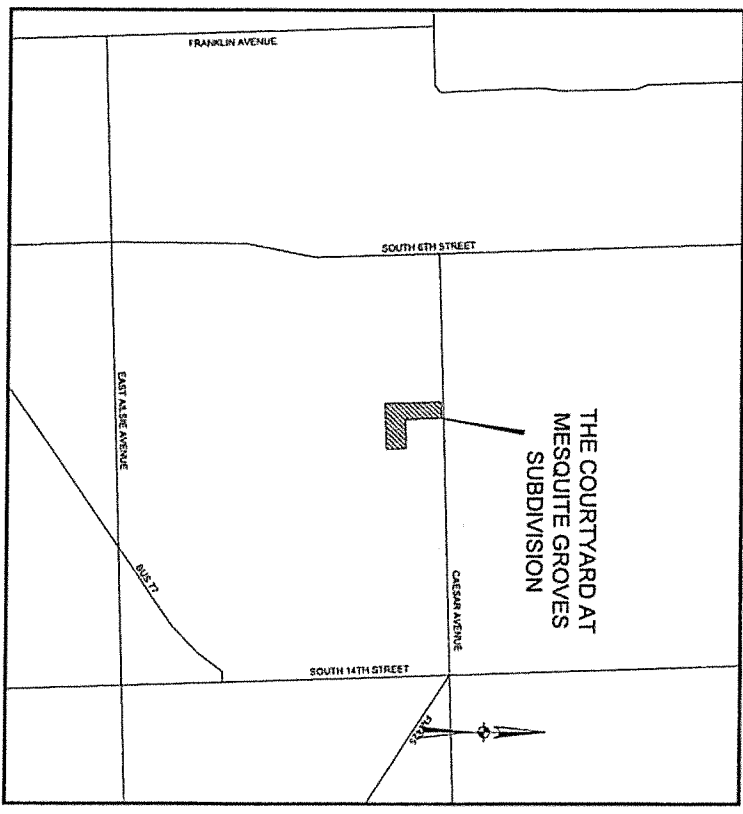 FRANKLIN AVENUE
SOUTH 6TH STREET
THE COURTYARD AT
MESQUITE GROVES
SUBDIVISION
EAST AILSIE AVENUE
BUS 77
CAESAR AVENUE
SOUTH 14TH STREET